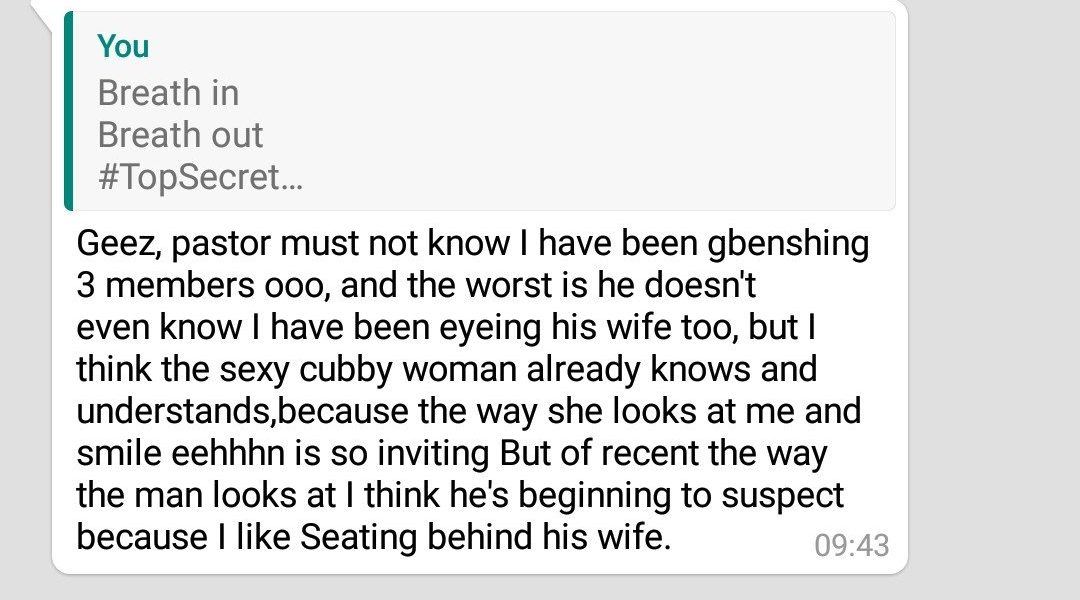 You
Breath in
Breath out
#TopSecret...
Geez, pastor must not know I have been gbenshing
3 members ooo, and the worst is he doesn't
even know I have been eyeing his wife too, but I
think the sexy cubby woman already knows and
understands,because the way she looks at me and
smile eehhhn is so inviting But of recent the way
the man looks at I think he's beginning to suspect
because I like Seating behind his wife.
09:43